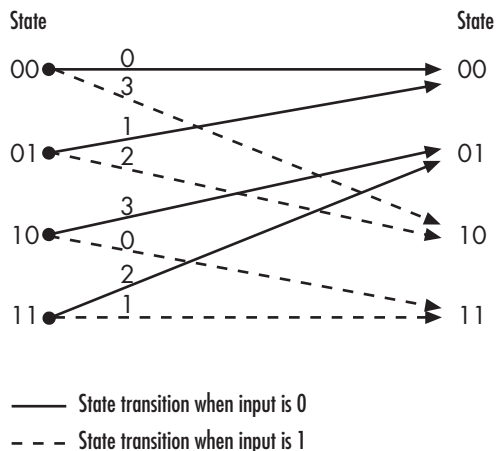 State State
00 0 00
3
01 1 01
2
10 3 10
0
11 2 11
1
State transition when input is 0
State transition when input is 1